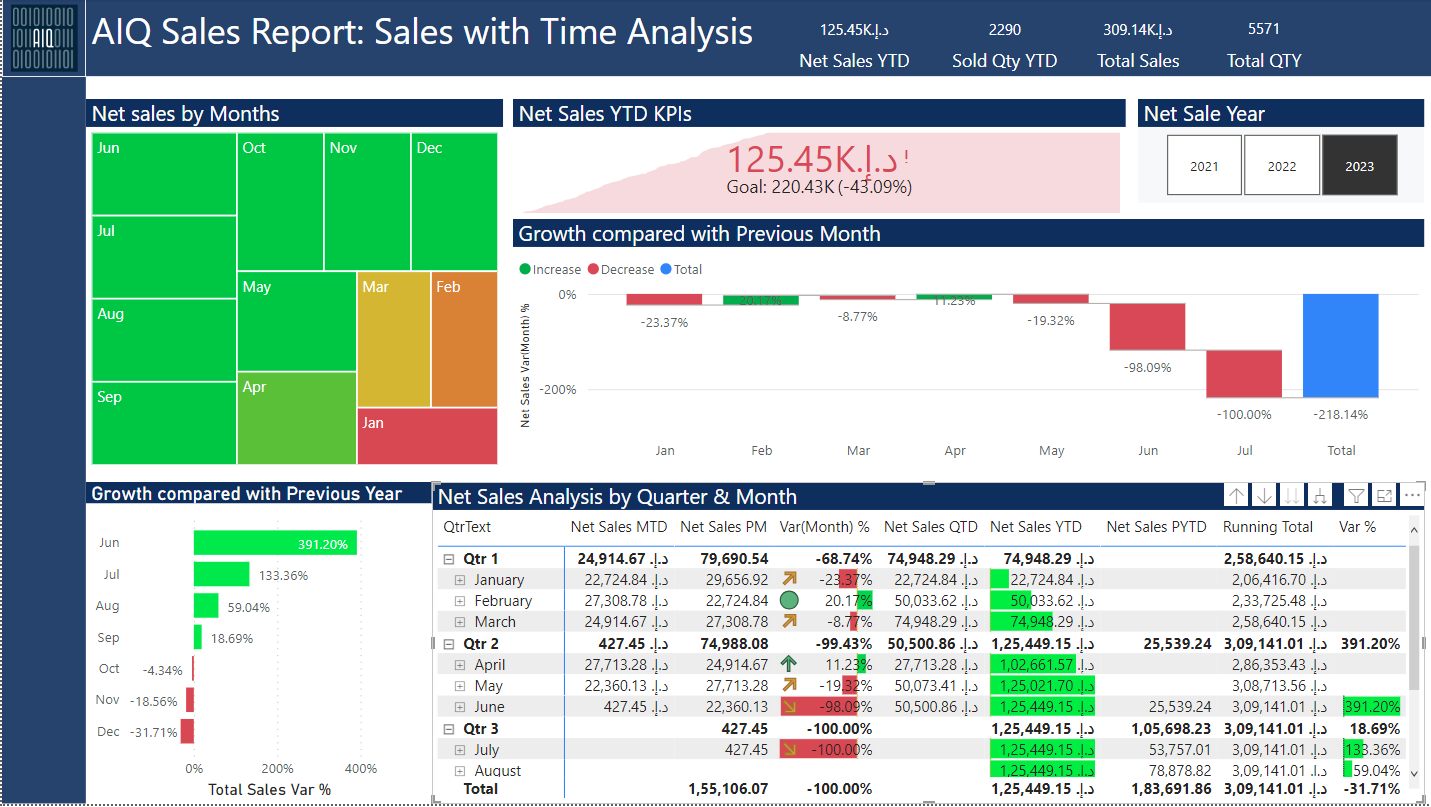 01010010
AIQ
01001101
AIQ Sales Report: Sales with Time Analysis
125.45K د.إ.
Net Sales YTD
2290
Sold Qty YTD
309.14K د.إ.
Total Sales
5571
Total QTY
Net sales by Months
Jun
Oct
Nov
Dec
Jul
May
Mar
Feb
Aug
Apr
Sep
Jan
Net Sales YTD KPIs
125.45K د.إ. !
Goal: 220.43K (-43.09%)
Net Sale Year
2021 2022 2023
Growth compared with Previous Month
Increase Decrease Total
Net Sales Var(Month) %
0%
-200%
-23.37%
20.17%
-8.77%
11.23%
-19.32%
-98.09%
-100.00%
-218.14%
Jan Feb Mar Apr May Jun Jul Total
Growth compared with Previous Year
Jun 391.20%
Jul 133.36%
Aug 59.04%
Sep 18.69%
Oct -4.34%
Nov -18.56%
Dec -31.71%
0% 200% 400%
Total Sales Var %
Net Sales Analysis by Quarter & Month
QtrText Net Sales MTD Net Sales PM Var(Month) % Net Sales QTD Net Sales YTD Net Sales PYTD Running Total Var %
Qtr 1 24,914.67 د.إ. 79,690.54 -68.74% 74,948.29 د.إ. 74,948.29 د.إ. 2,58,640.15 د.إ.
January 22,724.84 د.إ. 29,656.92 -23.37% 22,724.84 د.إ. 22,724.84 د.إ. 2,06,416.70 د.إ.
February 27,308.78 د.إ. 22,724.84 20.17% 50,033.62 د.إ. 50,033.62 د.إ. 2,33,725.48 د.إ.
March 24,914.67 د.إ. 27,308.78 -8.77% 74,948.29 د.إ. 74,948.29 د.إ. 2,58,640.15 د.إ.
Qtr 2 427.45 د.إ. 74,988.08 -99.43% 50,500.86 د.إ. 1,25,449.15 د.إ. 25,539.24 3,09,141.01 د.إ. 391.20%
April 27,713.28 د.إ. 24,914.67 11.23% 27,713.28 د.إ. 1,02,661.57 د.إ. 2,86,353.43 د.إ.
May 22,360.13 د.إ. 27,713.28 -19.32% 50,073.41 د.إ. 1,25,021.70 د.إ. 3,08,713.56 د.إ.
June 427.45 د.إ. 22,360.13 -98.09% 50,500.86 د.إ. 1,25,449.15 د.إ. 25,539.24 3,09,141.01 د.إ. 391.20%
Qtr 3 427.45 -100.00% 1,25,449.15 د.إ. 1,05,698.23 3,09,141.01 د.إ. 18.69%
July 427.45 -100.00% 1,25,449.15 د.إ. 53,757.01 3,09,141.01 د.إ. 133.36%
August 1,25,449.15 د.إ. 78,878.82 3,09,141.01 د.إ. 59.04%
Total 1,55,106.07 -100.00% 1,25,449.15 د.إ. 1,83,691.86 3,09,141.01 د.إ. -31.71%